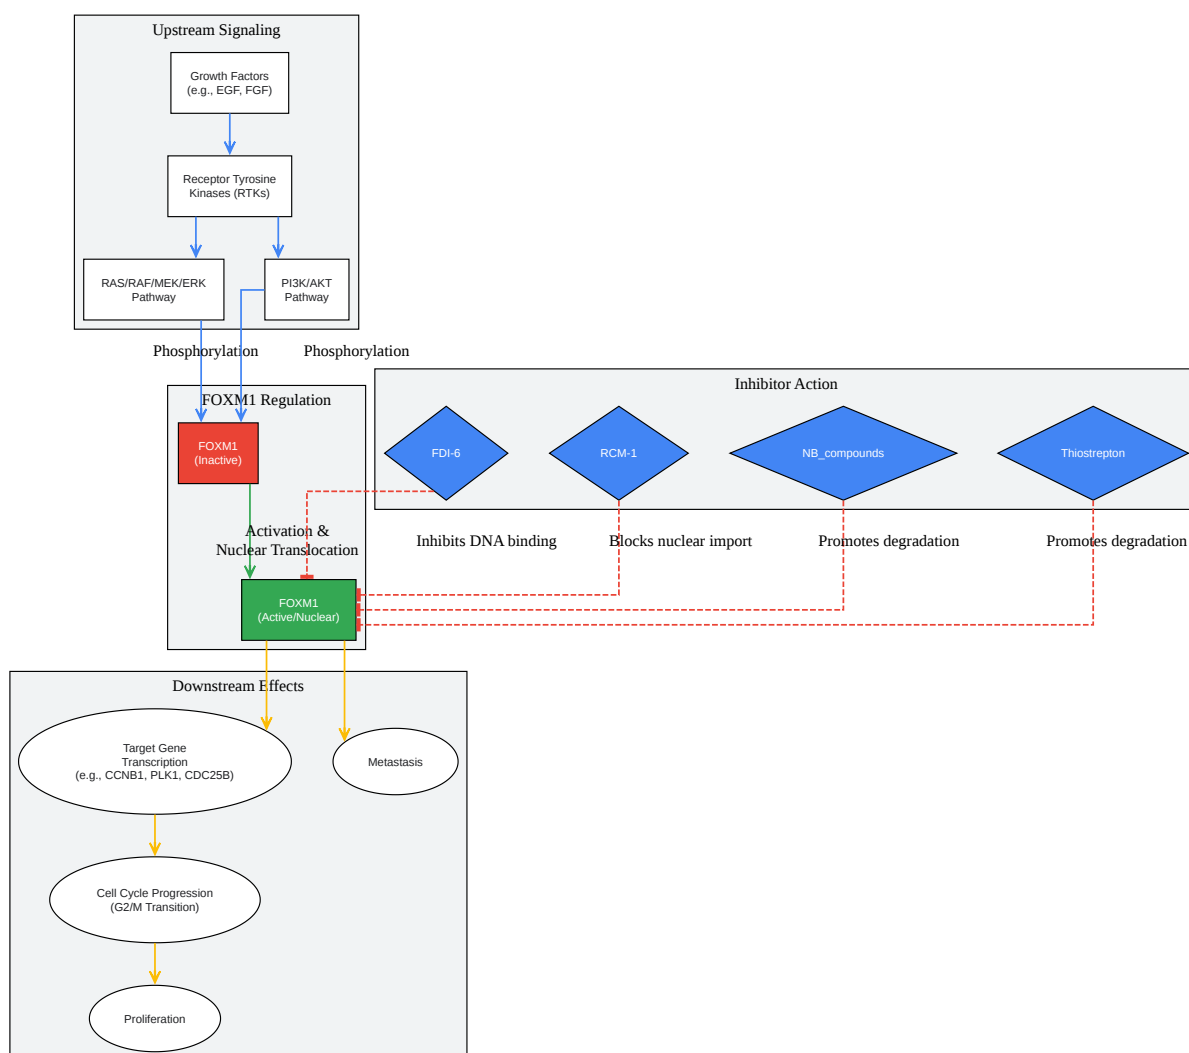 Upstream Signaling
Growth Factors
(e.g., EGF, FGF)
Receptor Tyrosine
Kinases (RTKs)
RAS/RAF/MEK/ERK
Pathway
PI3K/AKT
Pathway
Phosphorylation
Phosphorylation
FOXM1 Regulation
FOXM1
(Inactive)
Activation &
Nuclear Translocation
FOXM1
(Active/Nuclear)
Inhibitor Action
FDI-6
RCM-1
NB_compounds
Thiostrepton
Inhibits DNA binding
Blocks nuclear import
Promotes degradation
Promotes degradation
Downstream Effects
Target Gene
Transcription
(e.g., CCNB1, PLK1, CDC25B)
Metastasis
Cell Cycle Progression
(G2/M Transition)
Proliferation